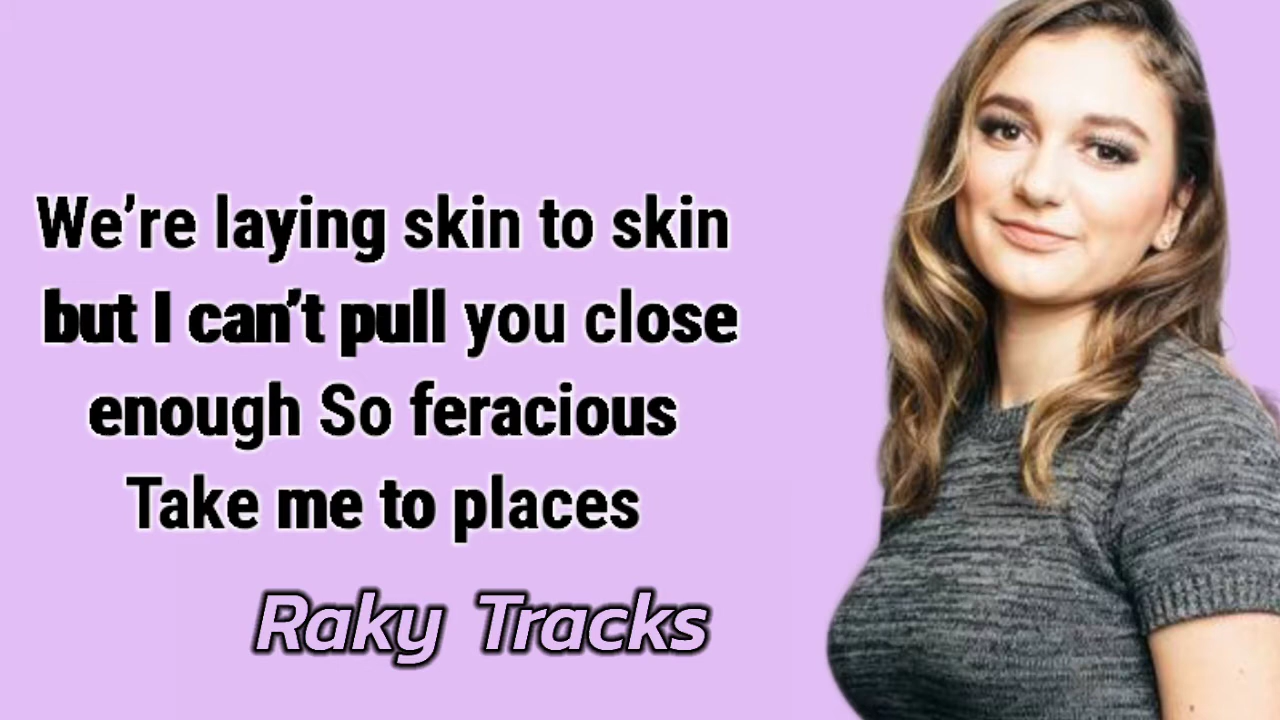 We’re laying skin to skin
but I can’t pull you close
enough So feracious
Take me to places
Raky Tracks